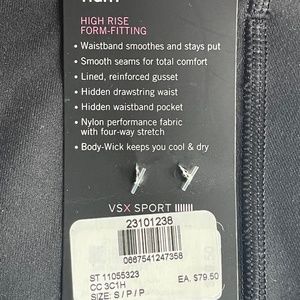 HIGH RISE
FORM-FITTING
• Waistband smoothes and stays put
• Smooth seams for total comfort
• Lined, reinforced gusset
• Hidden drawstring waist
• Hidden waistband pocket
• Nylon performance fabric
with four-way stretch
• Body-Wick keeps you cool & dry
VSX SPORT
23101238
0667541247358
ST 11055323
CC 3C1H
EA. $79.50
SIZE: S / P / P